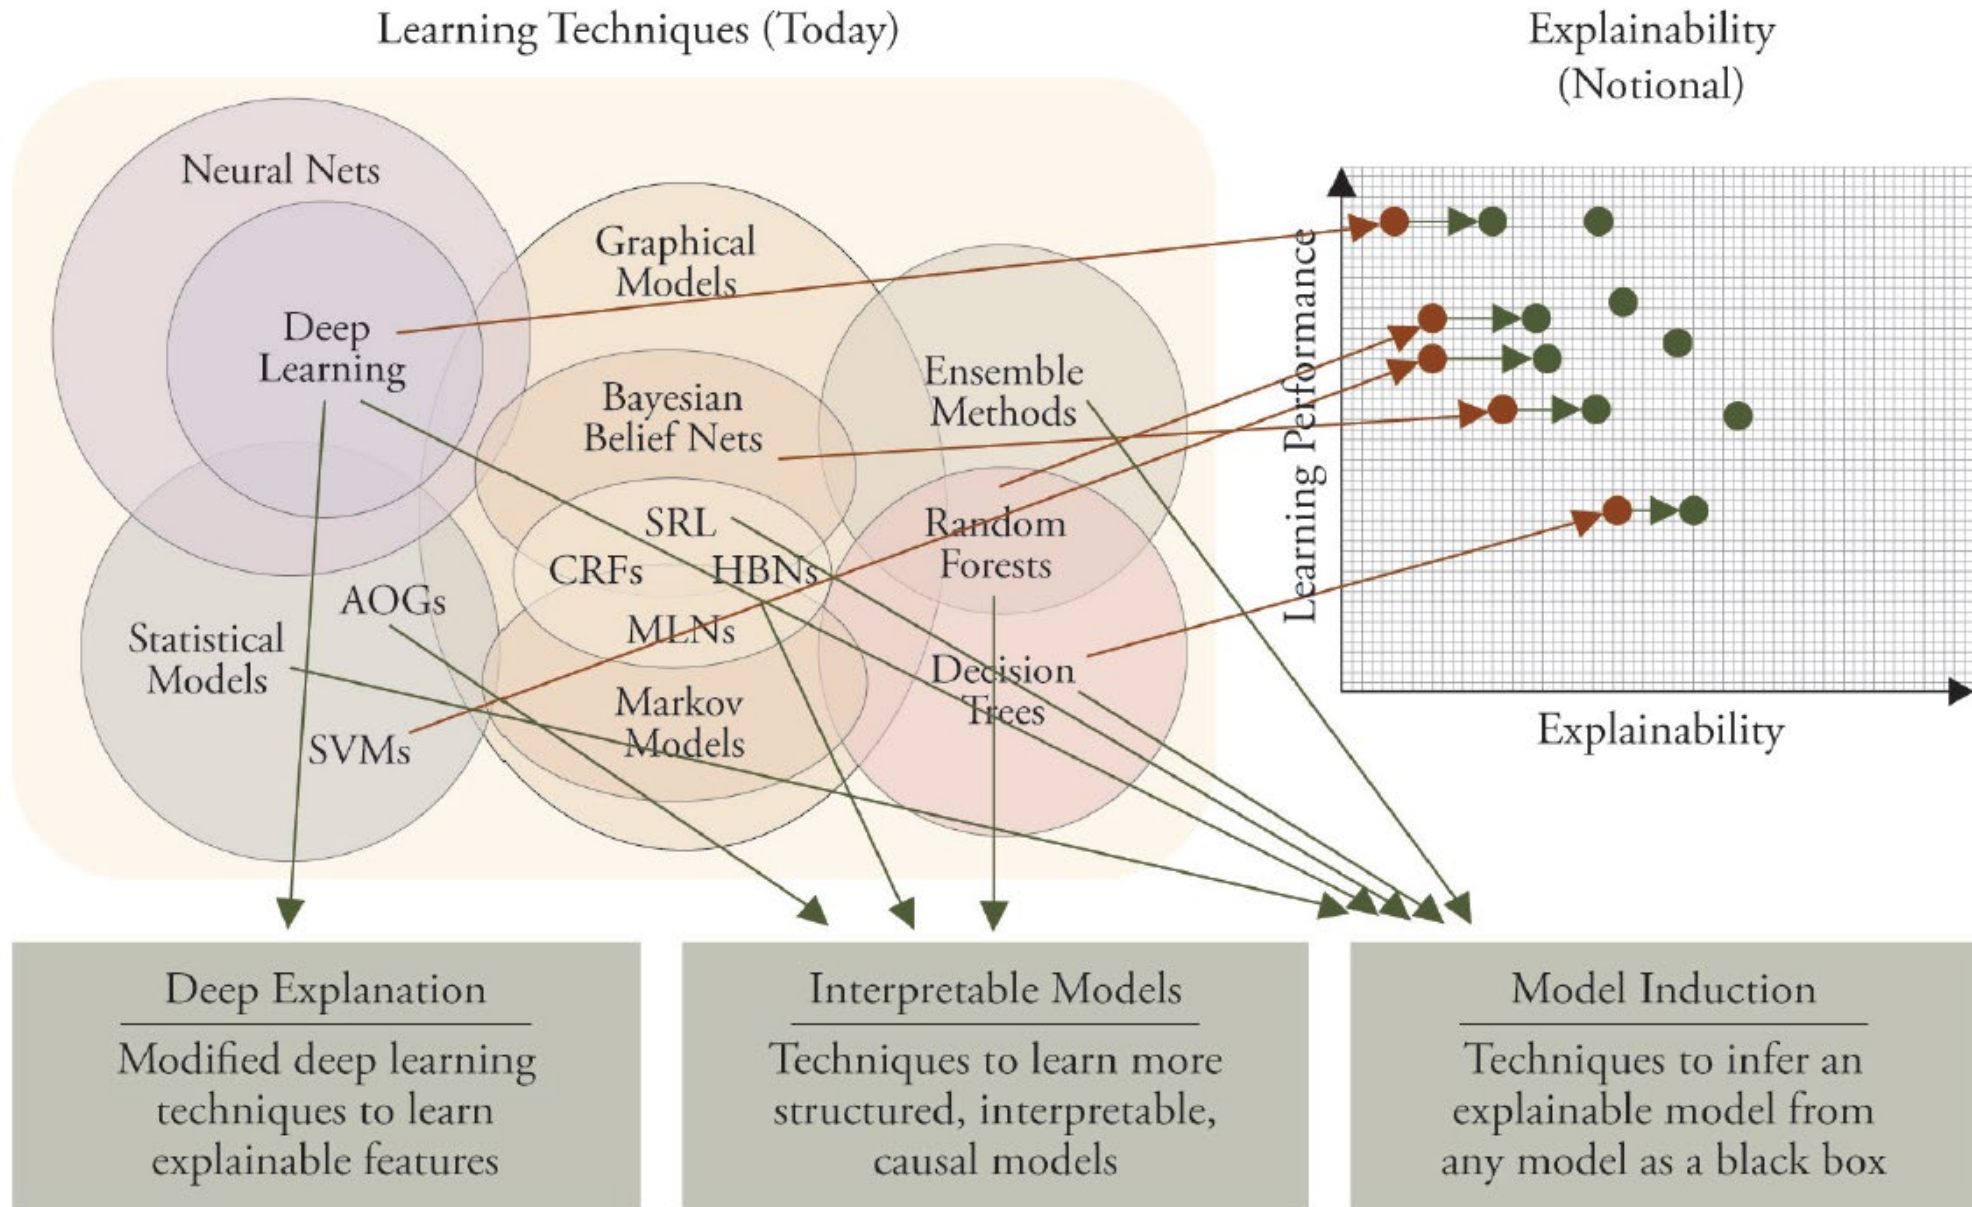 Learning Techniques (Today)
Explainability
(Notional)
Neural Nets
Graphical
Models
Deep
Learning
Ensemble
Methods
Bayesian
Belief Nets
SRL
Random
Forests
CRFs
HBNs
AOGs
MLNs
Statistical
Models
Decision
Trees
Markov
Models
SVMs
Learning Performance
Explainability
Deep Explanation
Modified deep learning
techniques to learn
explainable features
Interpretable Models
Techniques to learn more
structured, interpretable,
causal models
Model Induction
Techniques to infer an
explainable model from
any model as a black box